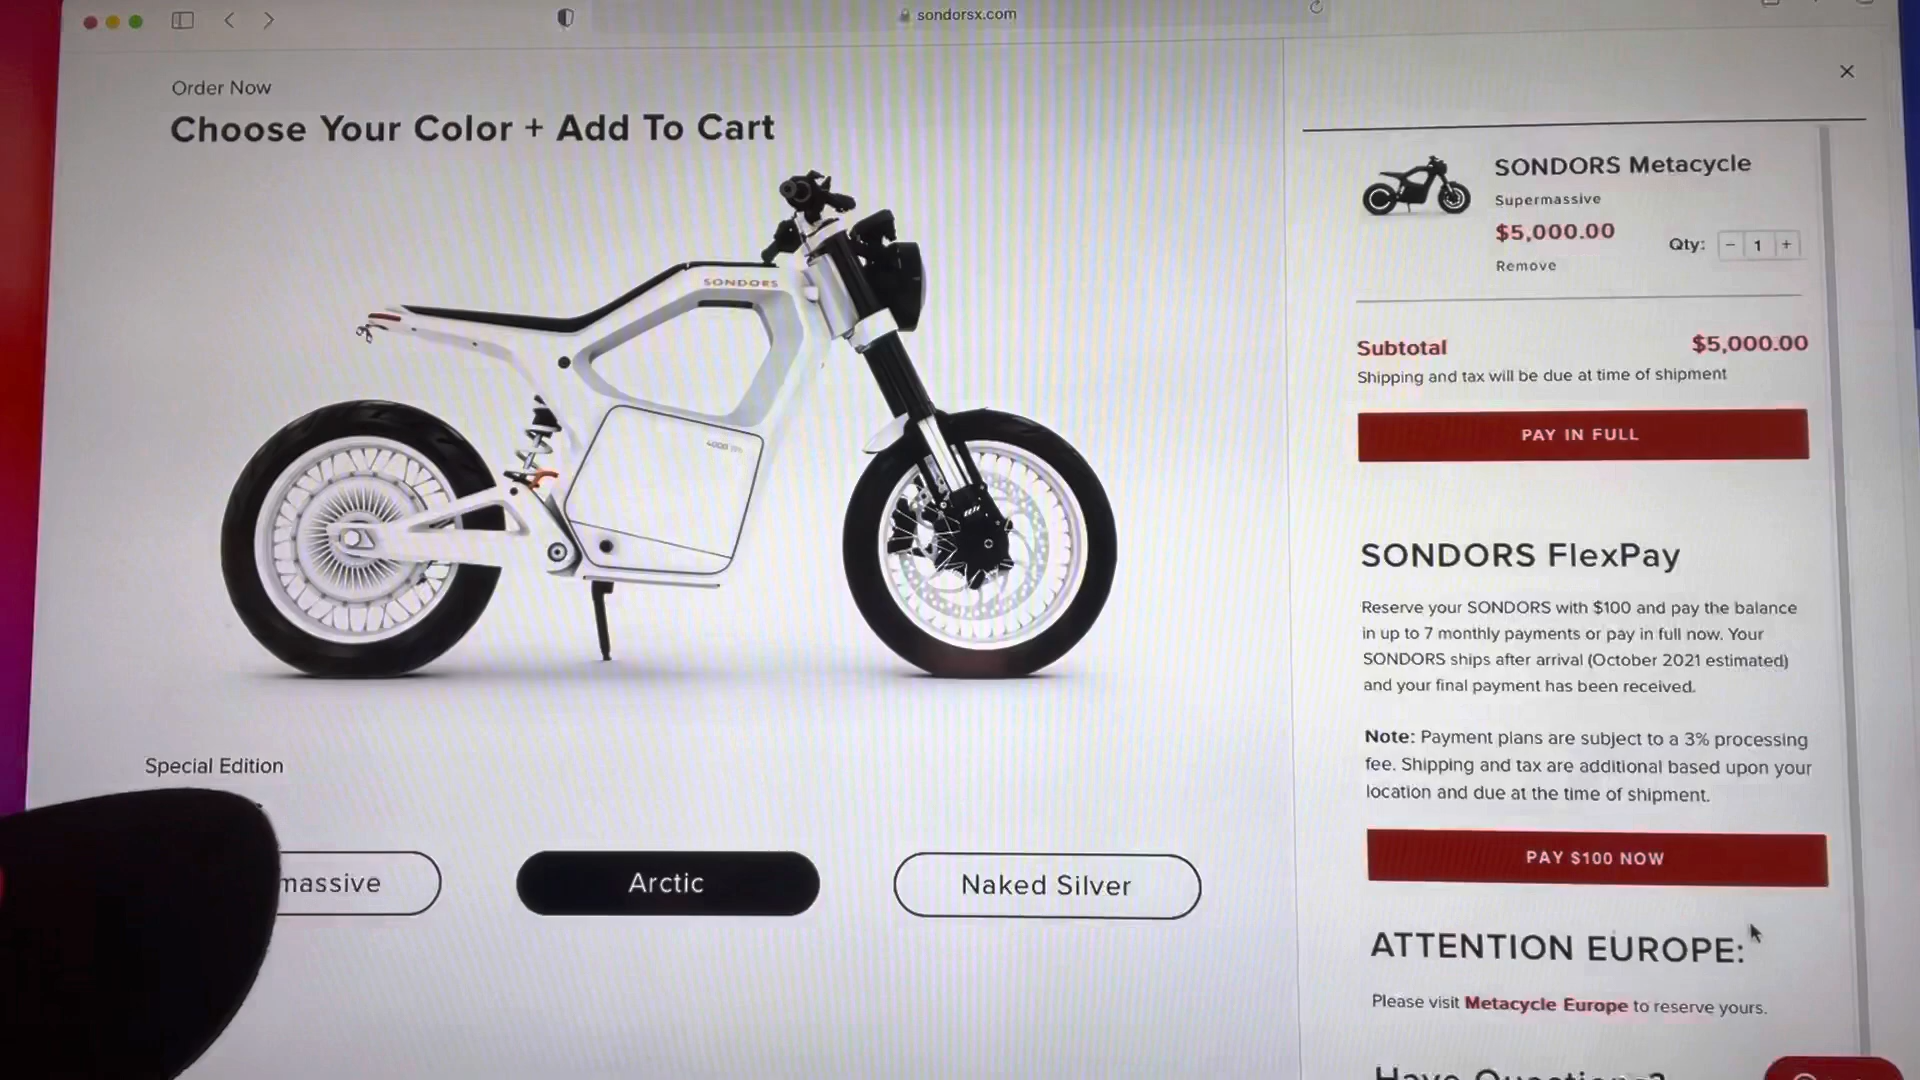 sondorsx.com
Order Now
Choose Your Color + Add To Cart
SONDORS
4000
Special Edition
massive
Arctic
Naked Silver
SONDORS Metacycle
Supermassive
$5,000.00
Qty: - 1 +
Remove
Subtotal $5,000.00
Shipping and tax will be due at time of shipment
PAY IN FULL
SONDORS FlexPay
Reserve your SONDORS with $100 and pay the balance
in up to 7 monthly payments or pay in full now. Your
SONDORS ships after arrival (October 2021 estimated)
and your final payment has been received.
Note: Payment plans are subject to a 3% processing
fee. Shipping and tax are additional based upon your
location and due at the time of shipment.
PAY $100 NOW
ATTENTION EUROPE:
Please visit Metacycle Europe to reserve yours.
Have Questions?